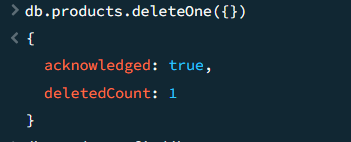 > db.products.deleteOne({})
< {
acknowledged: true,
deletedCount: 1
}